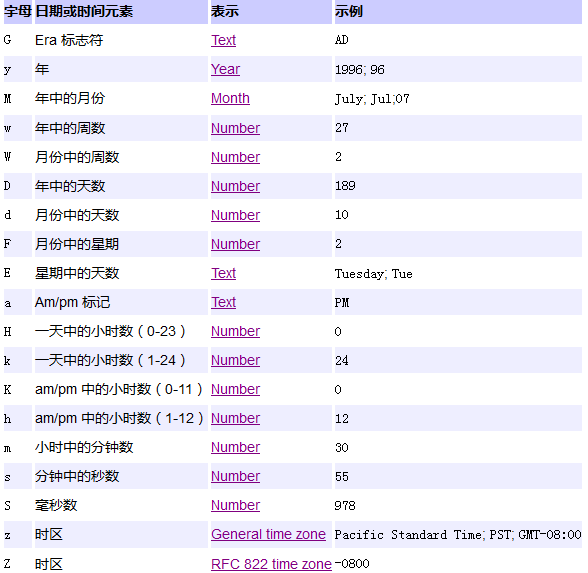 字母 日期或时间元素 表示 示例
G Era 标志符 Text AD
y 年 Year 1996; 96
M 年中的月份 Month July; Jul;07
w 年中的周数 Number 27
W 月份中的周数 Number 2
D 年中的天数 Number 189
d 月份中的天数 Number 10
F 月份中的星期 Number 2
E 星期中的天数 Text Tuesday; Tue
a Am/pm 标记 Text PM
H 一天中的小时数（0-23） Number 0
k 一天中的小时数（1-24） Number 24
K am/pm 中的小时数（0-11） Number 0
h am/pm 中的小时数（1-12） Number 12
m 小时中的分钟数 Number 30
s 分钟中的秒数 Number 55
S 毫秒数 Number 978
z 时区 General time zone Pacific Standard Time; PST; GMT-08:00
Z 时区 RFC 822 time zone -0800